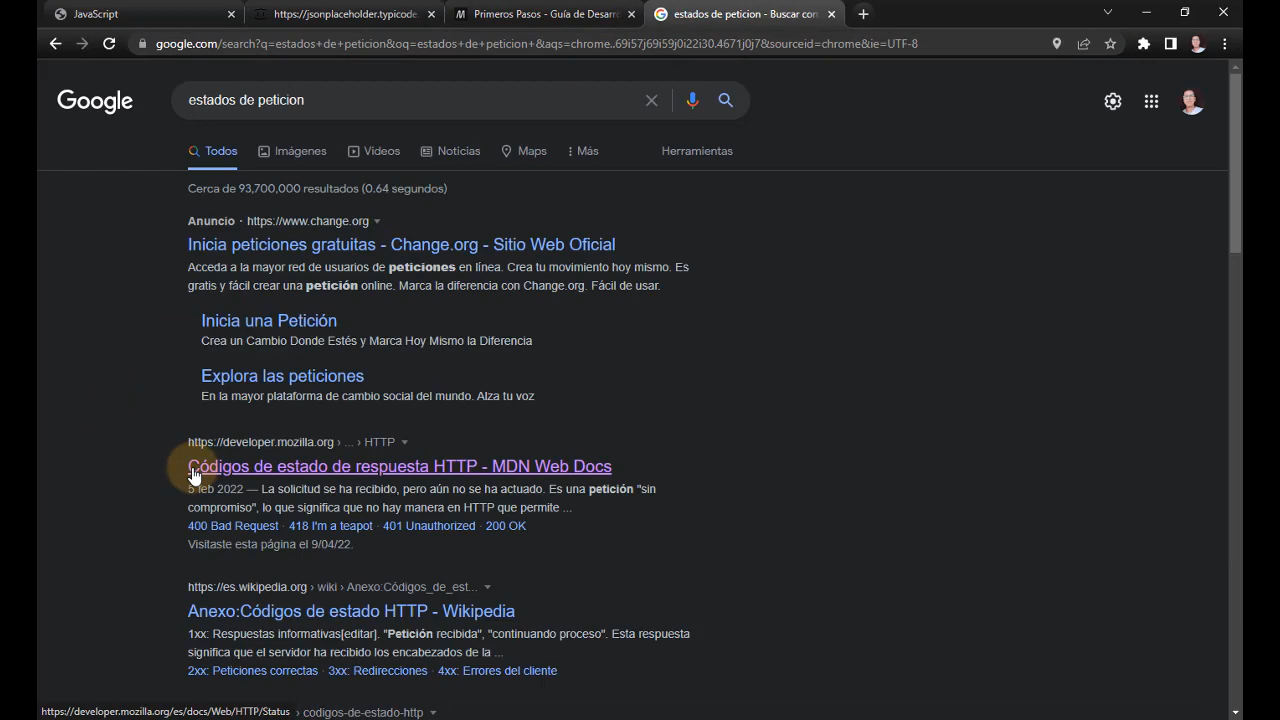 JavaScript
https://jsonplaceholder.typicode.
Primeros Pasos - Guía de Desarr
estados de peticion - Buscar con
google.com/search?q=estados+de+peticion&oq=estados+de+peticion+&aqs=chrome..69i57j69i59j0i22i30.4671j0j7&sourceid=chrome&ie=UTF-8
Google
estados de peticion
Todos
Imágenes
Videos
Noticias
Maps
Más
Herramientas
Cerca de 93,700,000 resultados (0.64 segundos)
Anuncio · https://www.change.org
Inicia peticiones gratuitas - Change.org - Sitio Web Oficial
Acceda a la mayor red de usuarios de peticiones en línea. Crea tu movimiento hoy mismo. Es
gratis y fácil crear una petición online. Marca la diferencia con Change.org. Fácil de usar.
Inicia una Petición
Crea un Cambio Donde Estés y Marca Hoy Mismo la Diferencia
Explora las peticiones
En la mayor plataforma de cambio social del mundo. Alza tu voz
https://developer.mozilla.org › ... › HTTP
Códigos de estado de respuesta HTTP - MDN Web Docs
5 feb 2022 — La solicitud se ha recibido, pero aún no se ha actuado. Es una petición "sin
compromiso", lo que significa que no hay manera en HTTP que permite ...
400 Bad Request · 418 I'm a teapot · 401 Unauthorized · 200 OK
Visitaste esta página el 9/04/22.
https://es.wikipedia.org › wiki › Anexo:Códigos_de_est...
Anexo:Códigos de estado HTTP - Wikipedia
1xx: Respuestas informativas[editar]. "Petición recibida", "continuando proceso". Esta respuesta
significa que el servidor ha recibido los encabezados de la ...
2xx: Peticiones correctas · 3xx: Redirecciones · 4xx: Errores del cliente
https://developer.mozilla.org/es/docs/Web/HTTP/Status › codigos-de-estado-http